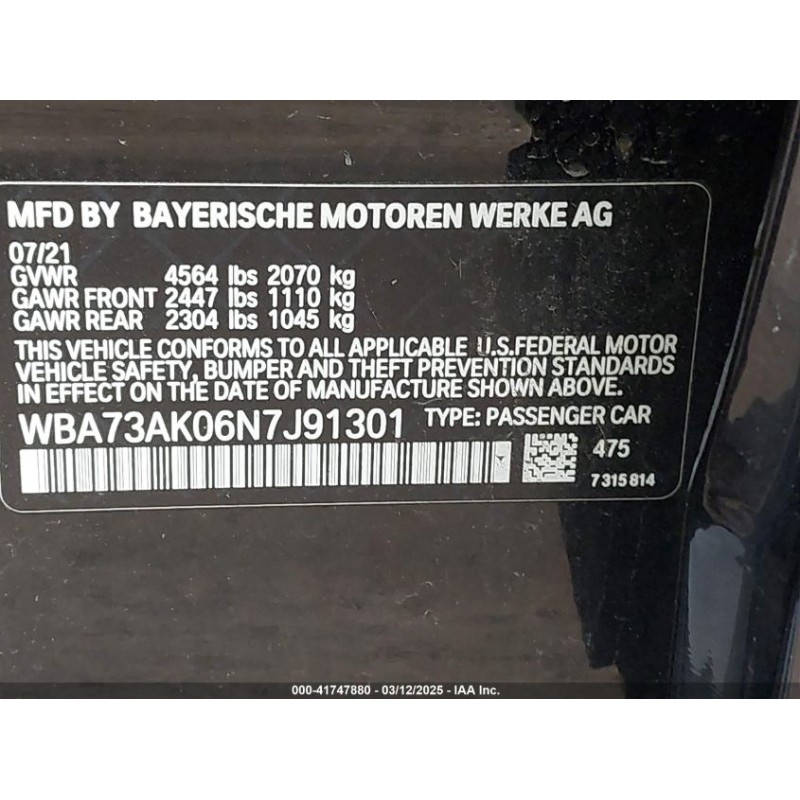 MFD BY BAYERISCHE MOTOREN WERKE AG
07/21
GVWR 4564 lbs 2070 kg
GAWR FRONT 2447 lbs 1110 kg
GAWR REAR 2304 lbs 1045 kg
THIS VEHICLE CONFORMS TO ALL APPLICABLE U.S.FEDERAL MOTOR
VEHICLE SAFETY, BUMPER AND THEFT PREVENTION STANDARDS
IN EFFECT ON THE DATE OF MANUFACTURE SHOWN ABOVE.
WBA73AK06N7J91301 TYPE: PASSENGER CAR
475
7315814
000-41747880 - 03/12/2025 - IAA Inc.